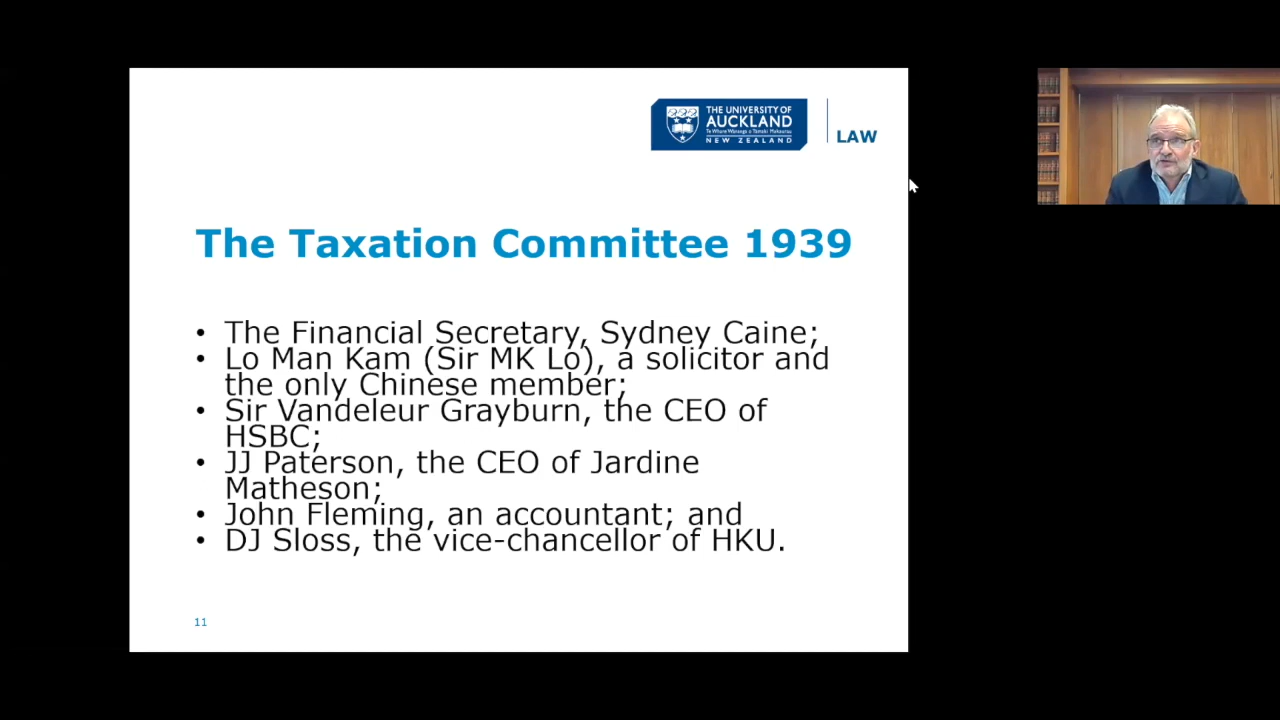 THE UNIVERSITY OF
AUCKLAND
Te Whare Wānanga o Tāmaki Makaurau
NEW ZEALAND
LAW
The Taxation Committee 1939
• The Financial Secretary, Sydney Caine;
• Lo Man Kam (Sir MK Lo), a solicitor and
the only Chinese member;
• Sir Vandeleur Grayburn, the CEO of
HSBC;
• JJ Paterson, the CEO of Jardine
Matheson;
• John Fleming, an accountant; and
• DJ Sloss, the vice-chancellor of HKU.
11